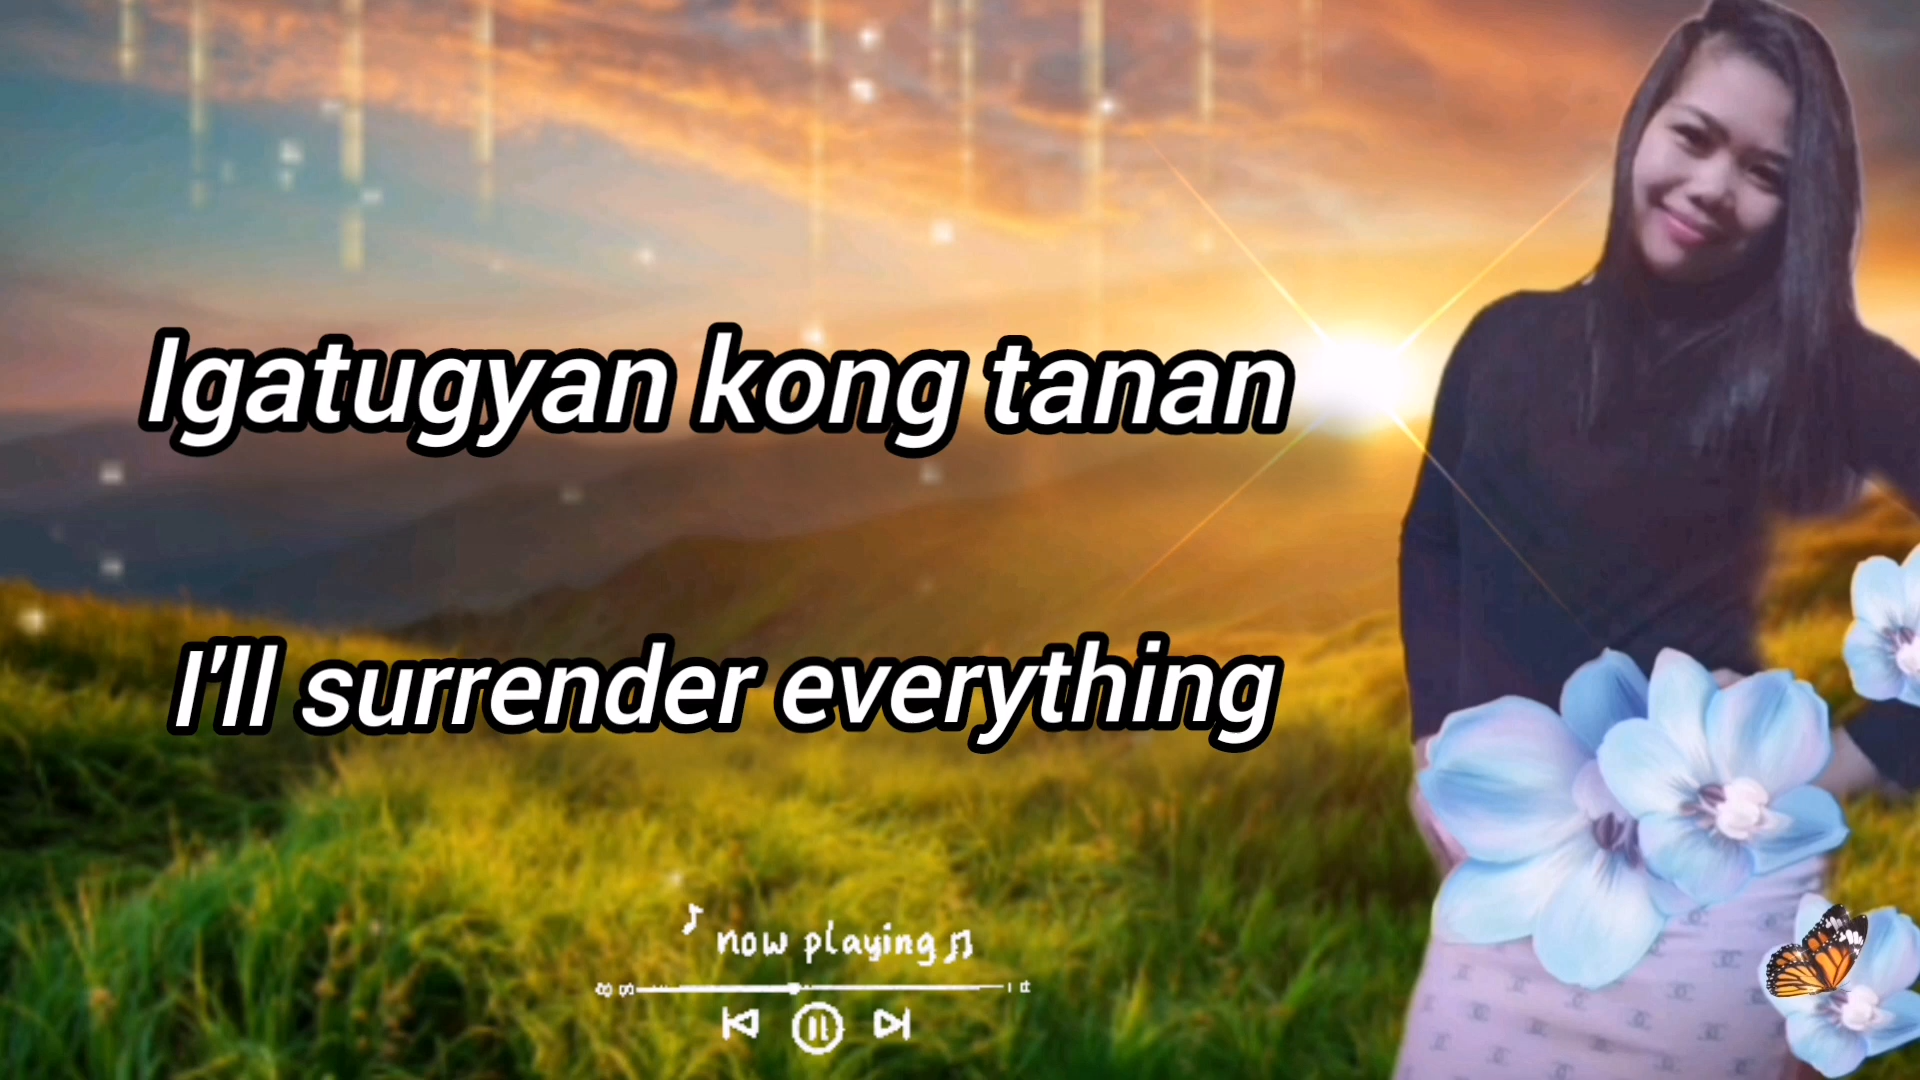 Igatugyan kong tanan
I'll surrender everything
now playing